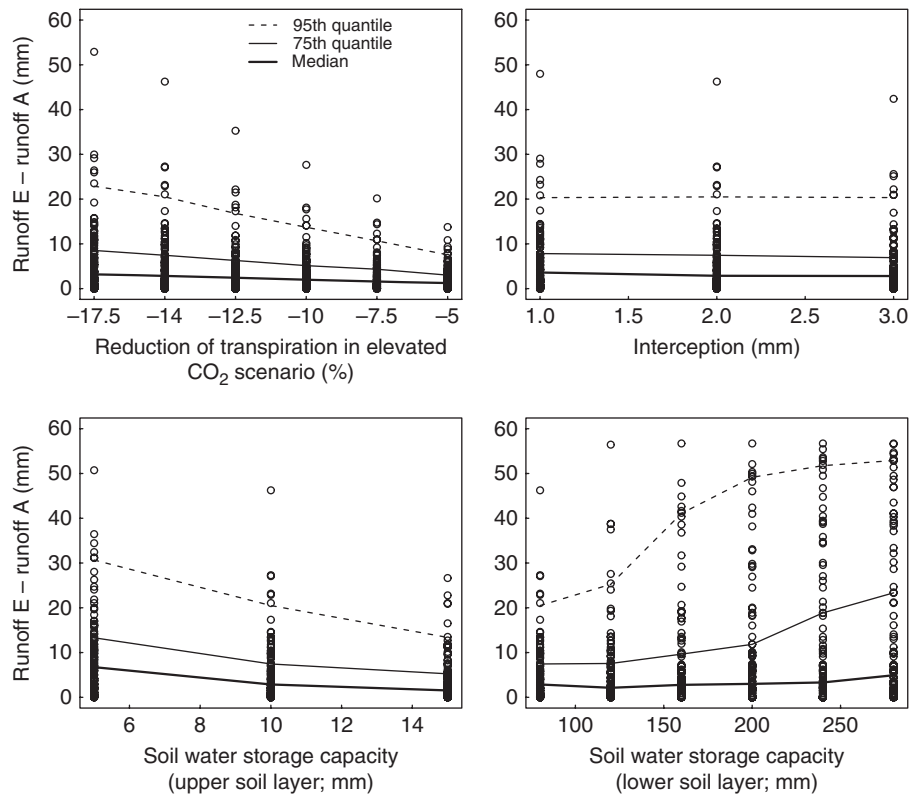 60
50
40
30
20
10
0
Runoff E – runoff A (mm)
95th quantile
75th quantile
Median
–17.5 –14 –12.5 –10 –7.5 –5
Reduction of transpiration in elevated
CO2 scenario (%)
60
50
40
30
20
10
0
1.0 1.5 2.0 2.5 3.0
Interception (mm)
60
50
40
30
20
10
0
Runoff E – runoff A (mm)
6 8 10 12 14
Soil water storage capacity
(upper soil layer; mm)
60
50
40
30
20
10
0
100 150 200 250
Soil water storage capacity
(lower soil layer; mm)